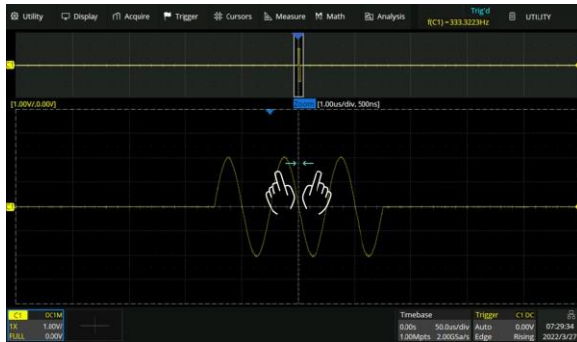 Utility Display Acquire Trigger Cursors Measure Math Analysis Trig'd UTILITY
f(C1)=333.3223Hz
C1
[1.00V/,0.00V] Zoom [1.00us/div, 500ns]
C1
C1 DC1M Timebase Trigger C1 DC
1X 1.00V/ 0.00s 50.0us/div Auto 0.00V 07:29:34
FULL 0.00V 1.00Mpts 2.00GSa/s Edge Rising 2022/3/27